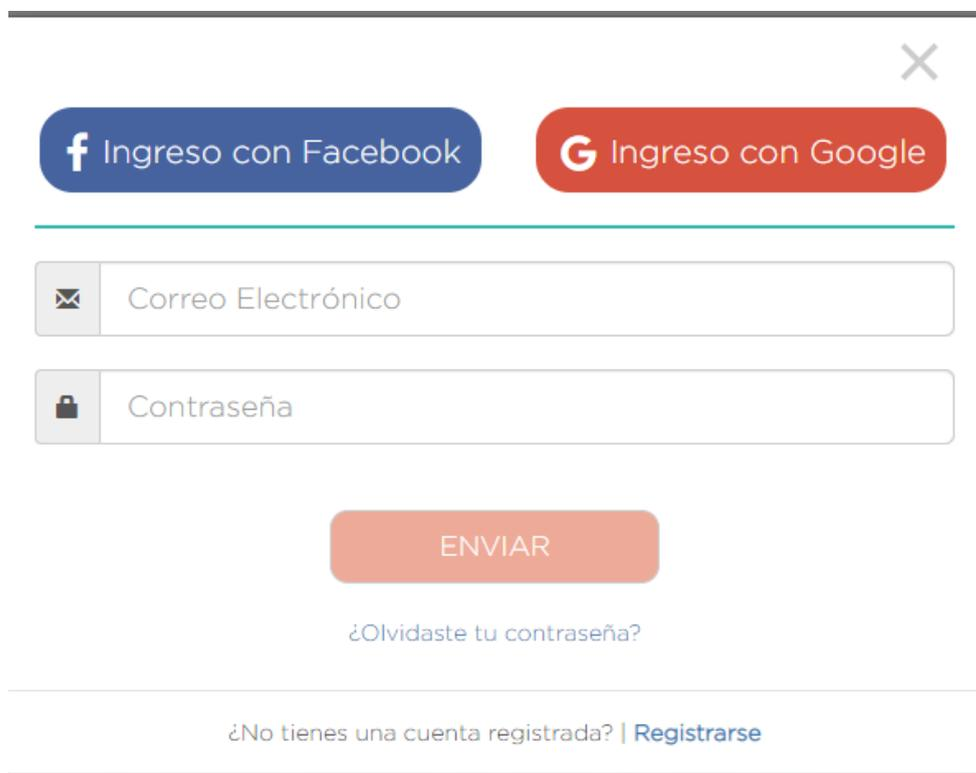 Ingreso con Facebook
Ingreso con Google
Correo Electrónico
Contraseña
ENVIAR
¿Olvidaste tu contraseña?
¿No tienes una cuenta registrada? | Registrarse